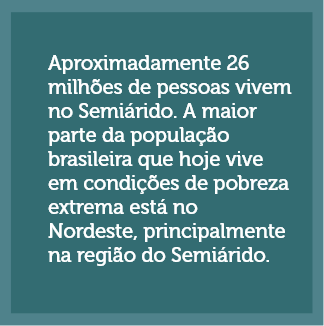 Aproximadamente 26
milhões de pessoas vivem
no Semiárido. A maior
parte da população
brasileira que hoje vive
em condições de pobreza
extrema está no
Nordeste, principalmente
na região do Semiárido.